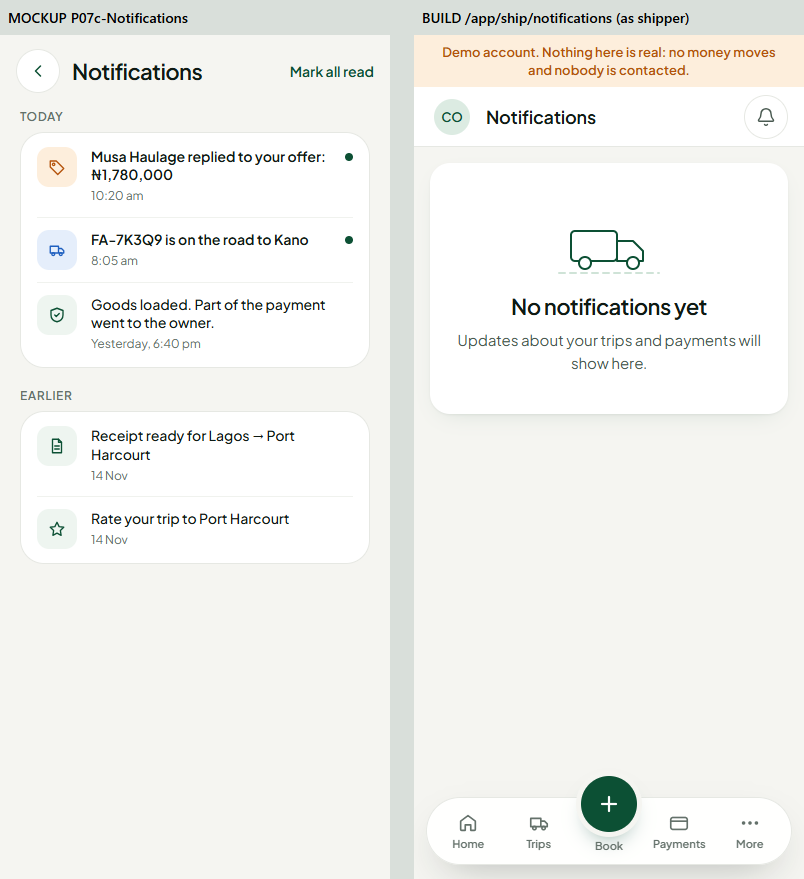 MOCKUP P07c-Notifications
Notifications
Mark all read
TODAY
Musa Haulage replied to your offer:
₦1,780,000
10:20 am
FA-7K3Q9 is on the road to Kano
8:05 am
Goods loaded. Part of the payment
went to the owner.
Yesterday, 6:40 pm
EARLIER
Receipt ready for Lagos → Port
Harcourt
14 Nov
Rate your trip to Port Harcourt
14 Nov
BUILD /app/ship/notifications (as shipper)
Demo account. Nothing here is real: no money moves
and nobody is contacted.
CO
Notifications
No notifications yet
Updates about your trips and payments will
show here.
Home
Trips
Book
Payments
More